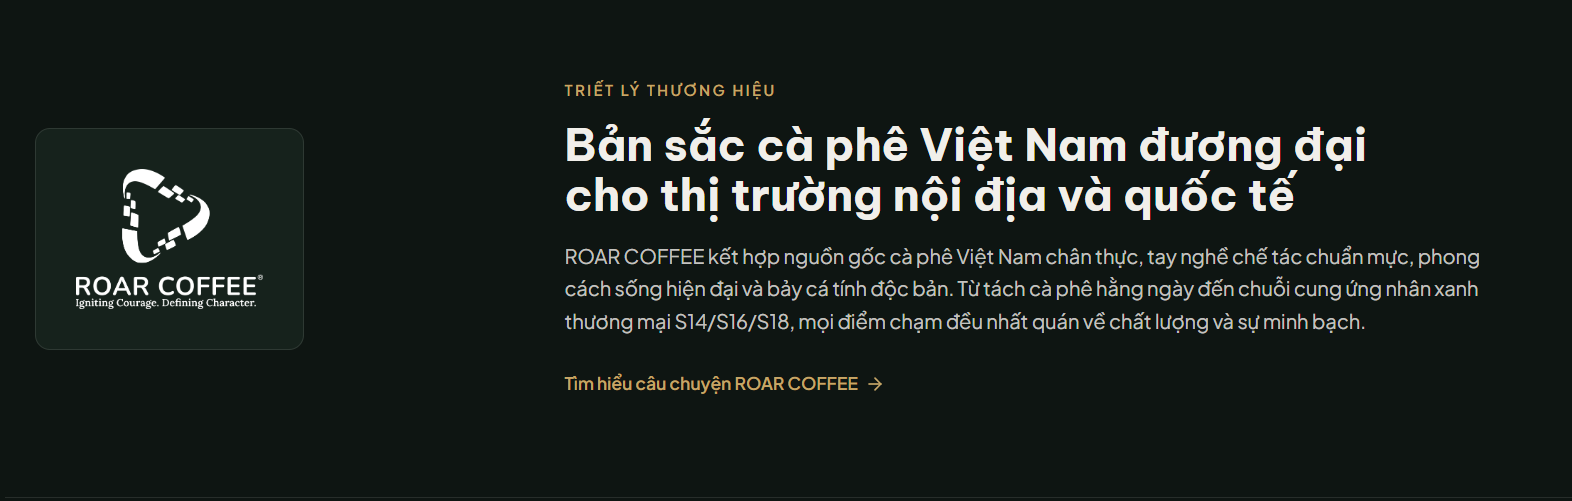 ROAR COFFEE®
Igniting Courage. Defining Character.
TRIẾT LÝ THƯƠNG HIỆU
Bản sắc cà phê Việt Nam đương đại
cho thị trường nội địa và quốc tế
ROAR COFFEE kết hợp nguồn gốc cà phê Việt Nam chân thực, tay nghề chế tác chuẩn mực, phong
cách sống hiện đại và bảy cá tính độc bản. Từ tách cà phê hằng ngày đến chuỗi cung ứng nhân xanh
thương mại S14/S16/S18, mọi điểm chạm đều nhất quán về chất lượng và sự minh bạch.
Tìm hiểu câu chuyện ROAR COFFEE →